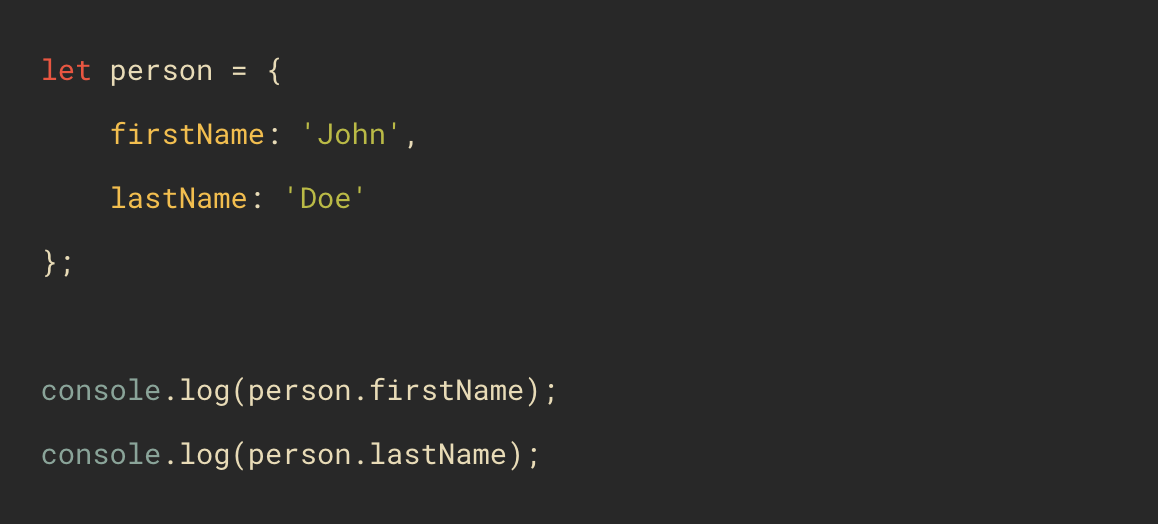 let person = {
    firstName: 'John',
    lastName: 'Doe'
};

console.log(person.firstName);
console.log(person.lastName);